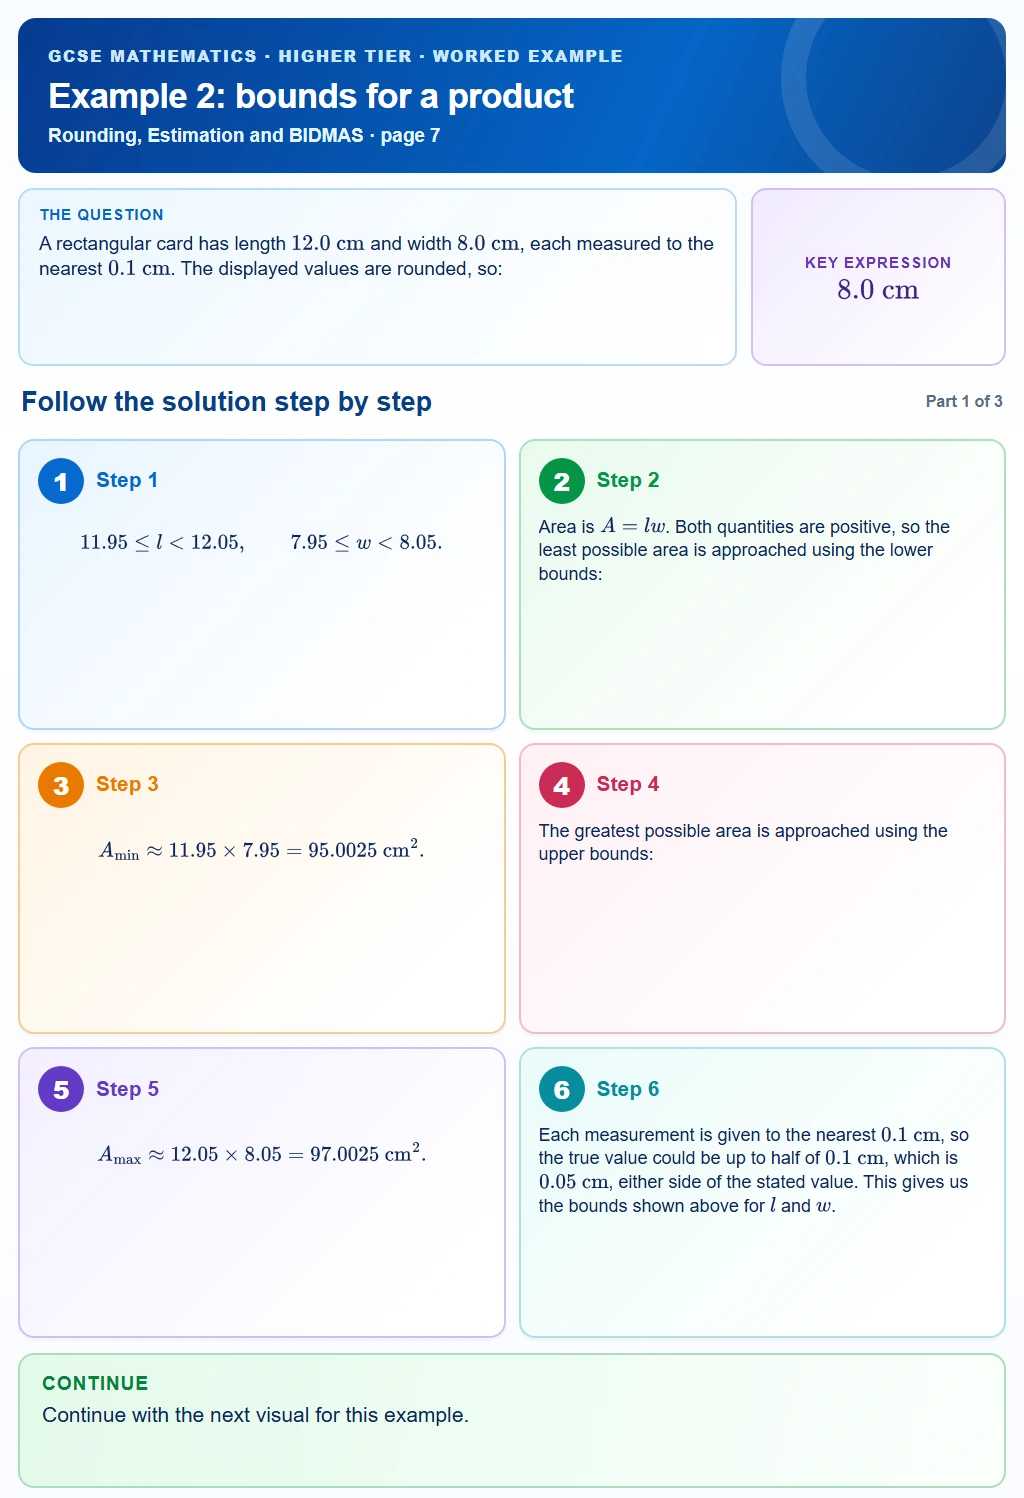 GCSE MATHEMATICS · HIGHER TIER · WORKED EXAMPLE
Example 2: bounds for a product
Rounding, Estimation and BIDMAS · page 7
THE QUESTION
A rectangular card has length 12.0 cm and width 8.0 cm, each measured to the
nearest 0.1 cm. The displayed values are rounded, so:
KEY EXPRESSION
8.0 cm
Follow the solution step by step
Part 1 of 3
1 Step 1
11.95 ≤ l < 12.05, 7.95 ≤ w < 8.05.
2 Step 2
Area is A = lw. Both quantities are positive, so the
least possible area is approached using the lower
bounds:
3 Step 3
A_min ≈ 11.95 × 7.95 = 95.0025 cm².
4 Step 4
The greatest possible area is approached using the
upper bounds:
5 Step 5
A_max ≈ 12.05 × 8.05 = 97.0025 cm².
6 Step 6
Each measurement is given to the nearest 0.1 cm, so
the true value could be up to half of 0.1 cm, which is
0.05 cm, either side of the stated value. This gives us
the bounds shown above for l and w.
CONTINUE
Continue with the next visual for this example.